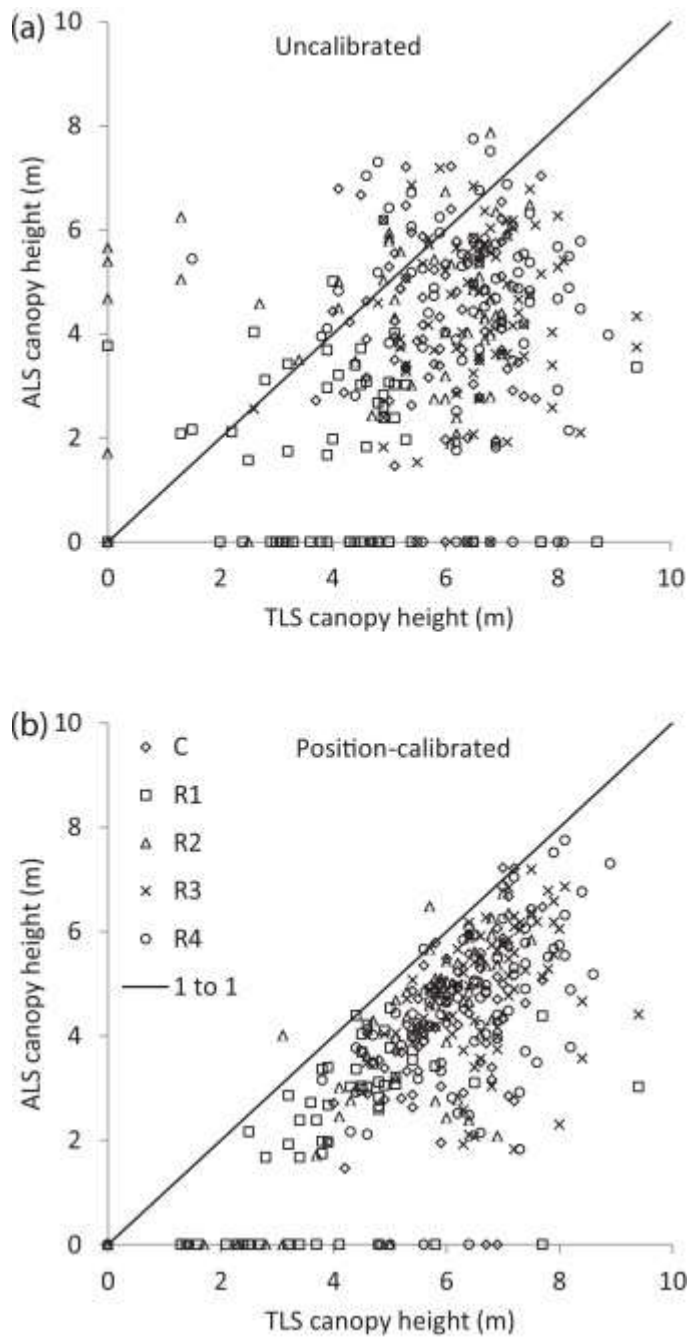 (a)
Uncalibrated
10
8
6
4
2
0
ALS canopy height (m)
0 2 4 6 8 10
TLS canopy height (m)
(b)
Position-calibrated
C
R1
R2
R3
R4
1 to 1
10
8
6
4
2
0
ALS canopy height (m)
0 2 4 6 8 10
TLS canopy height (m)